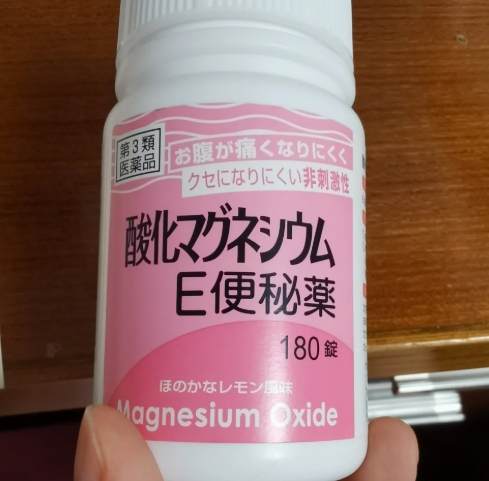 第3類
医薬品
お腹が痛くなりにくく
クセになりにくい非刺激性
酸化マグネシウム
E便秘薬
180錠
ほのかなレモン風味
Magnesium Oxide